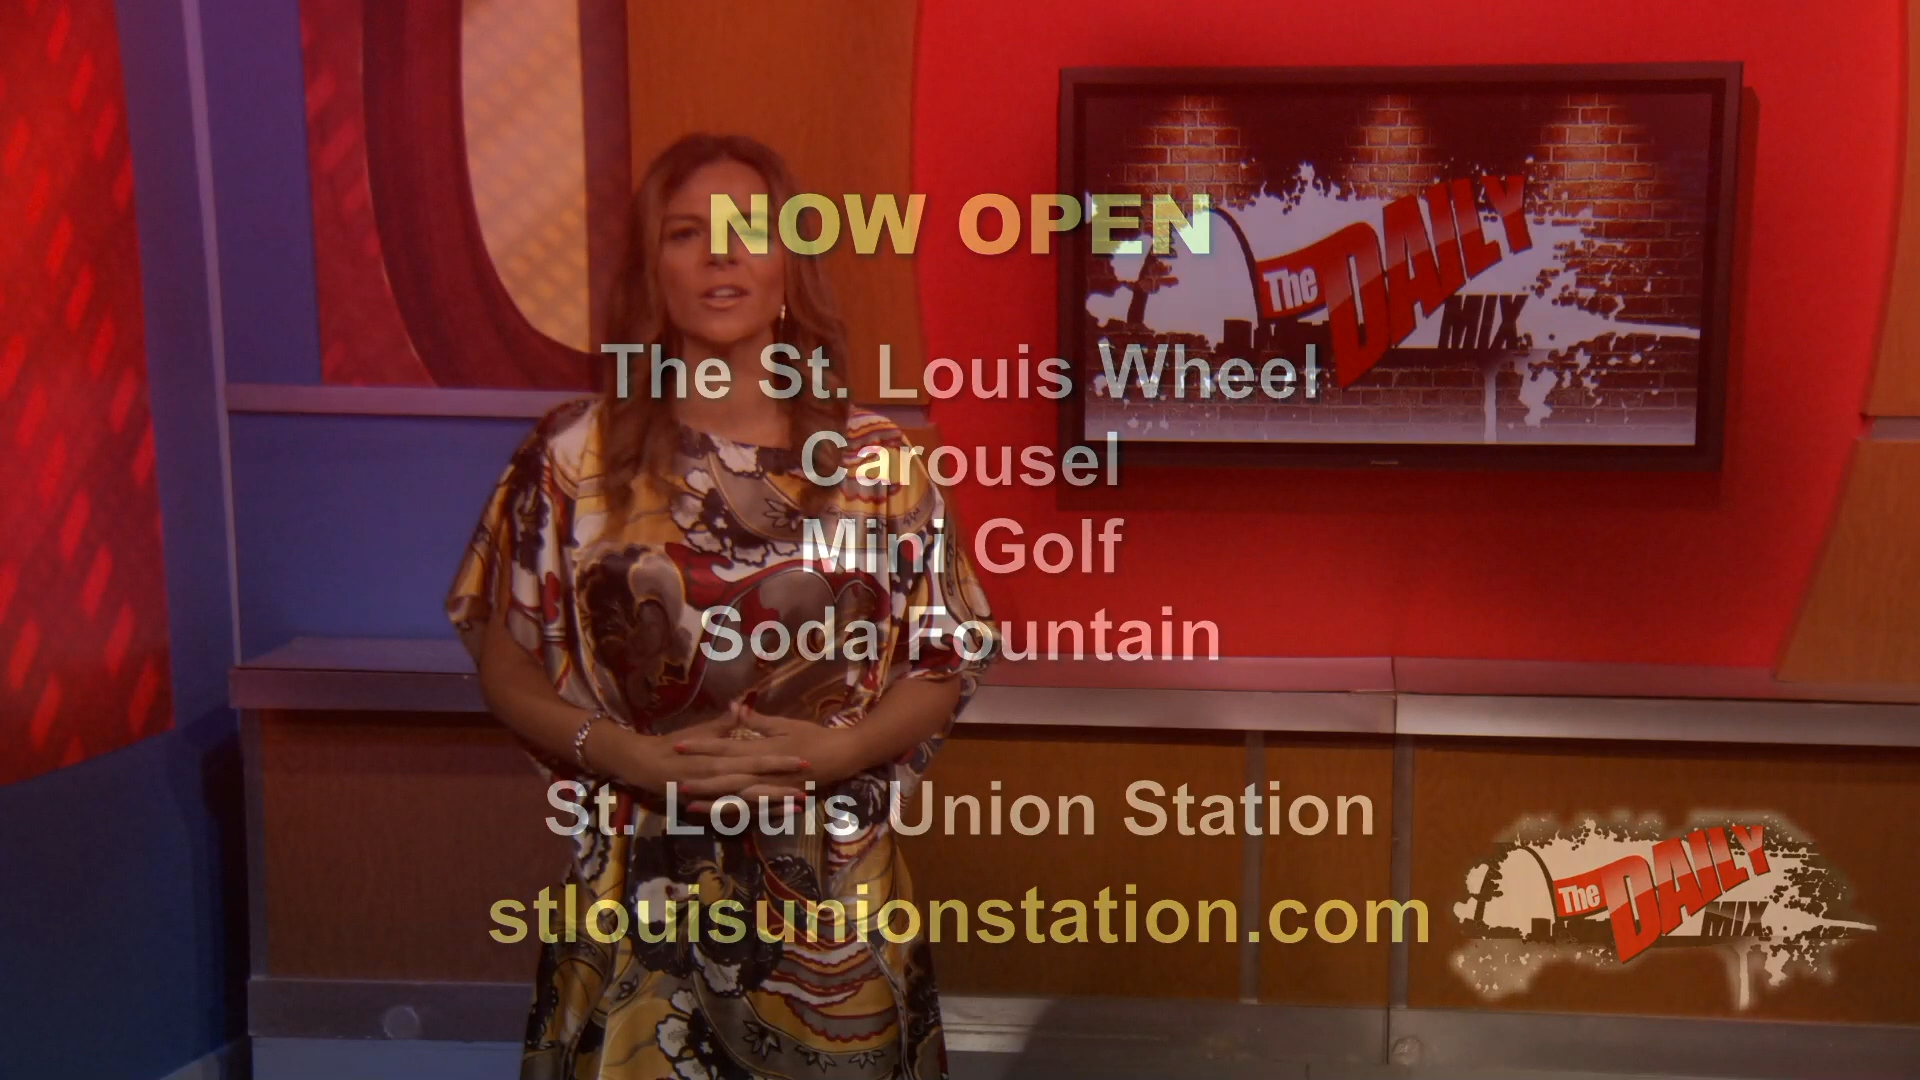 NOW OPEN
The St. Louis Wheel
Carousel
Mini Golf
Soda Fountain
St. Louis Union Station
stlouisunionstation.com
The DAILY MIX
The DAILY MIX